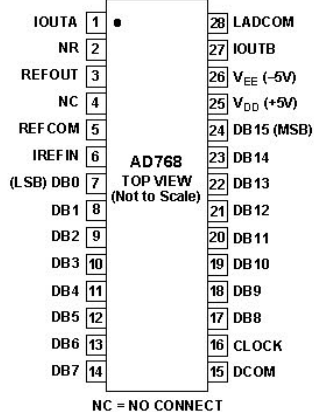 IOUTA 1 28 LADCOM
NR 2 27 IOUTB
REFOUT 3 26 VEE (–5V)
NC 4 25 VDD (+5V)
REFCOM 5 24 DB15 (MSB)
IREFIN 6 23 DB14
(LSB) DB0 7 22 DB13
DB1 8 21 DB12
DB2 9 20 DB11
DB3 10 19 DB10
DB4 11 18 DB9
DB5 12 17 DB8
DB6 13 16 CLOCK
DB7 14 15 DCOM
AD768
TOP VIEW
(Not to Scale)
NC = NO CONNECT